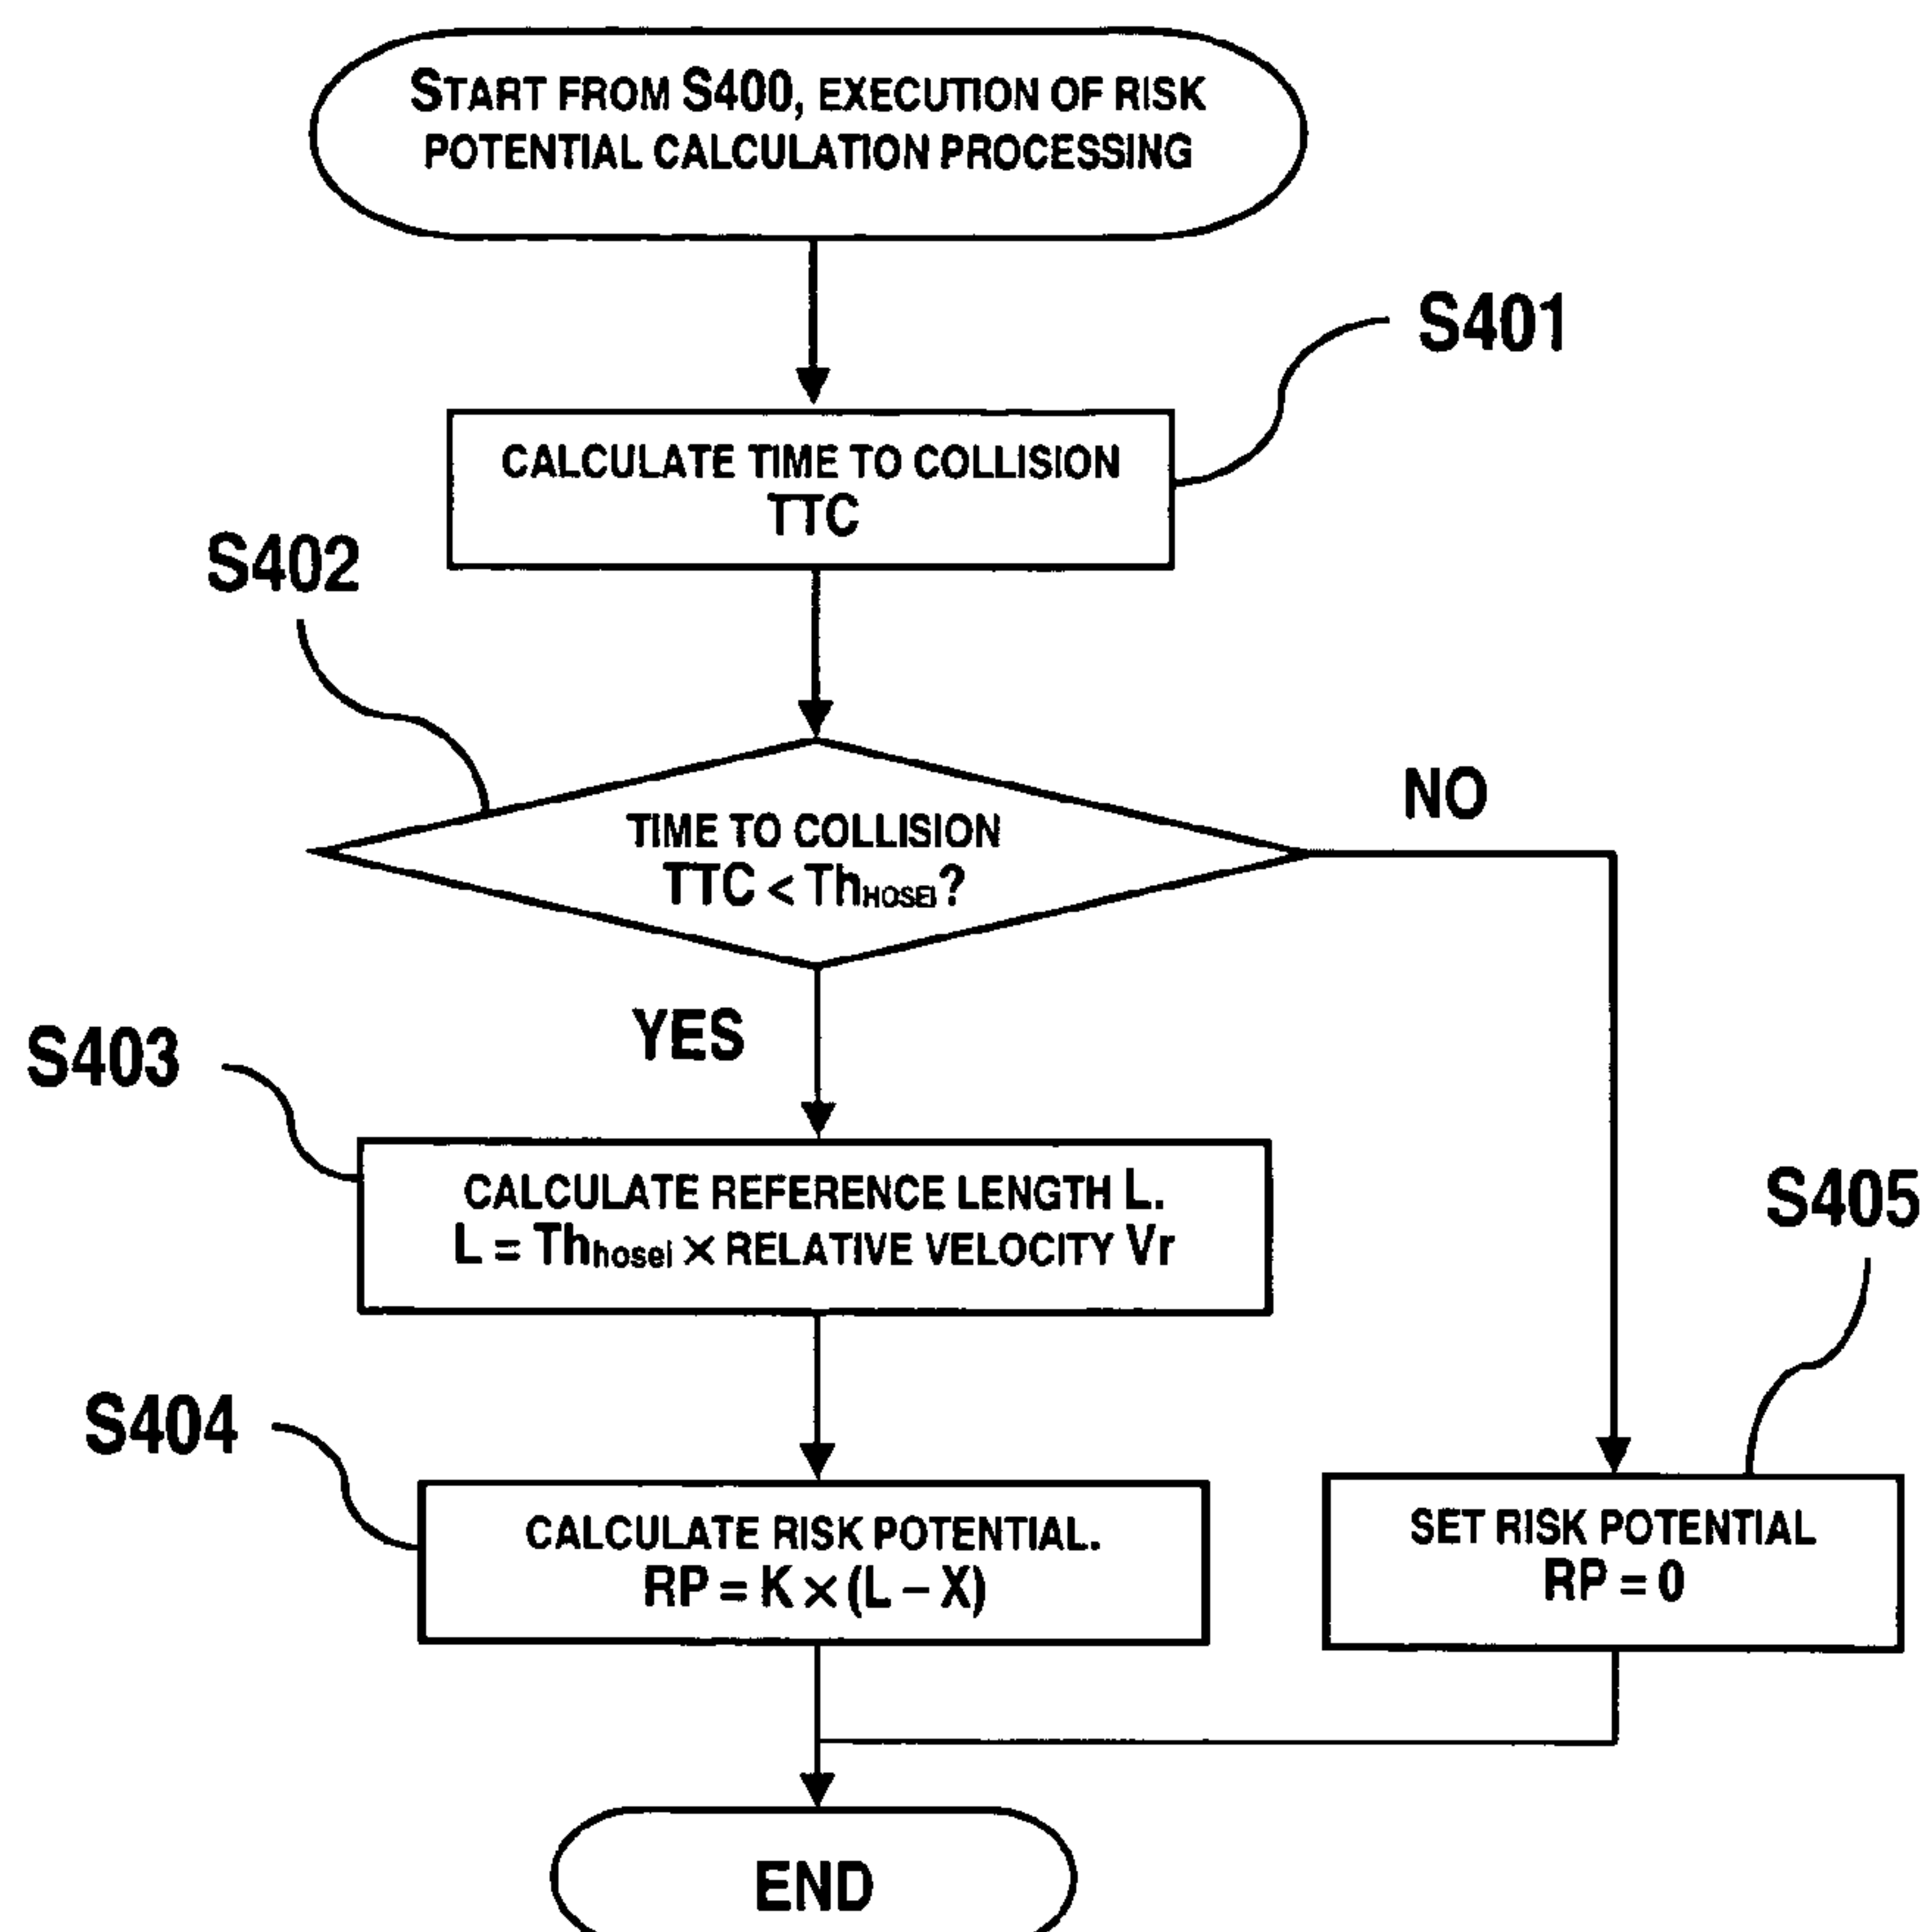 START FROM S400, EXECUTION OF RISK
POTENTIAL CALCULATION PROCESSING
S401
CALCULATE TIME TO COLLISION
TTC
S402
TIME TO COLLISION
TTC < ThHOSEI?
NO
YES
S403
CALCULATE REFERENCE LENGTH L.
L = Thhosei × RELATIVE VELOCITY Vr
S405
S404
CALCULATE RISK POTENTIAL.
RP = K × (L – X)
SET RISK POTENTIAL
RP = 0
END